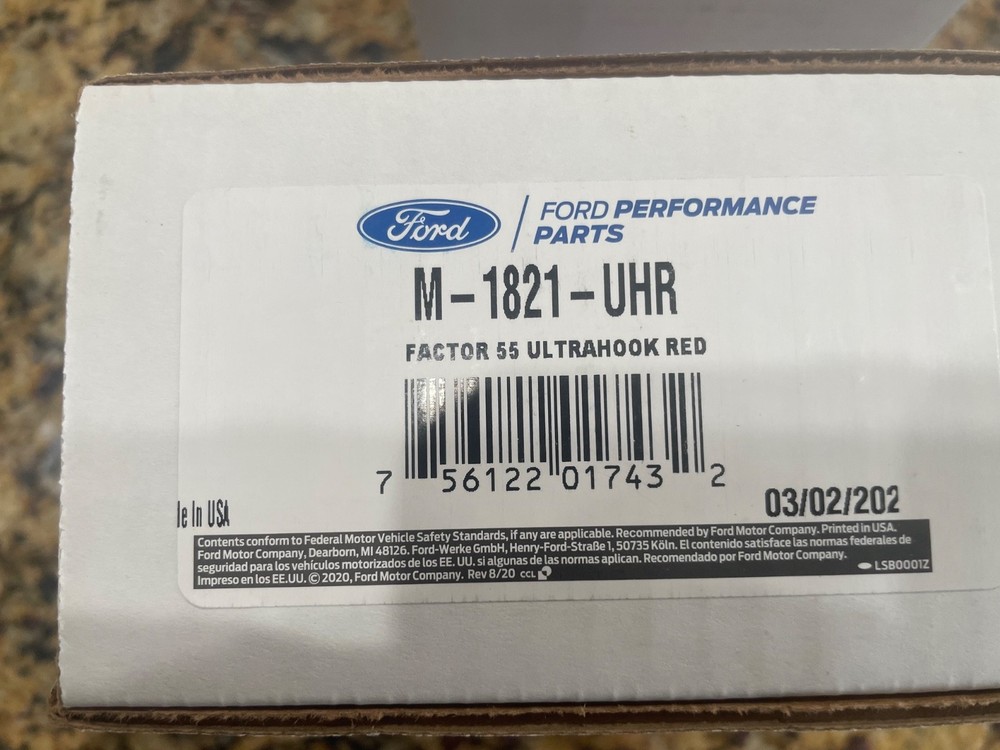 Ford
FORD PERFORMANCE
PARTS
M-1821-UHR
FACTOR 55 ULTRAHOOK RED
7 56122 01743 2
03/02/202
le In USA
Contents conform to Federal Motor Vehicle Safety Standards, if any are applicable. Recommended by Ford Motor Company. Printed in USA.
Ford Motor Company, Dearborn, MI 48126. Ford-Werke GmbH, Henry-Ford-Straße 1, 50735 Köln. El contenido satisface las normas federales de
seguridad para los vehículos motorizados de los EE. UU. si algunas de las normas aplican. Recomendado por Ford Motor Company.
Impreso en los EE.UU. © 2020, Ford Motor Company. Rev 8/20 CCL
LSB0001Z